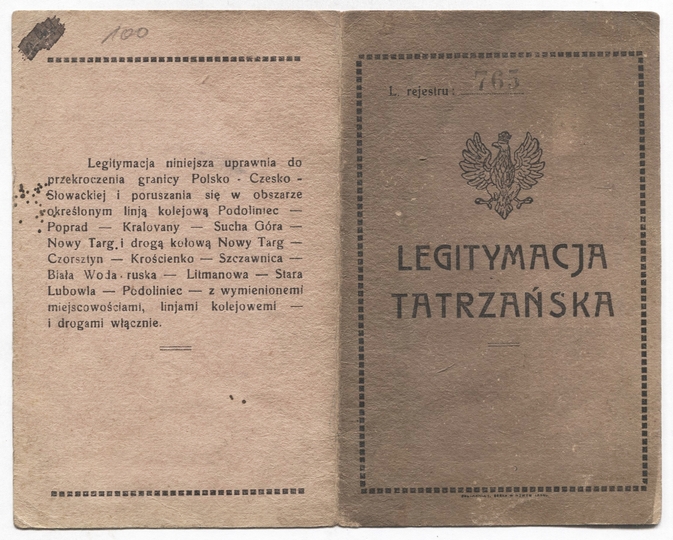 100
Legitymacja niniejsza uprawnia do
przekroczenia granicy Polsko - Czesko -
Słowackiej i poruszania się w obszarze
określonym linją kolejową Podoliniec —
Poprad — Kralovany — Sucha Góra —
Nowy Targ i drogą kołową Nowy Targ —
Czorsztyn — Krościenko — Szczawnica —
Biała Woda ruska — Litmanowa — Stara
Lubowla — Podoliniec — z wymienionemi
miejscowościami, linjami kolejowemi —
i drogami włącznie.
L. rejestru: 765
LEGITYMACJA
TATRZAŃSKA